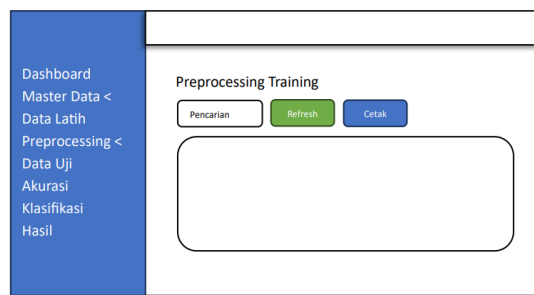 Dashboard
Master Data <
Data Latih
Preprocessing <
Data Uji
Akurasi
Klasifikasi
Hasil
Preprocessing Training
Pencarian
Refresh
Cetak